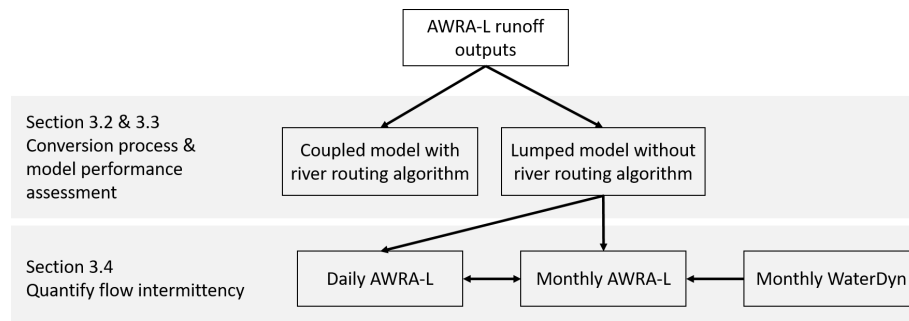 AWRA-L runoff
outputs
Section 3.2 & 3.3
Conversion process &
model performance
assessment
Coupled model with
river routing algorithm
Lumped model without
river routing algorithm
Section 3.4
Quantify flow intermittency
Daily AWRA-L
Monthly AWRA-L
Monthly WaterDyn